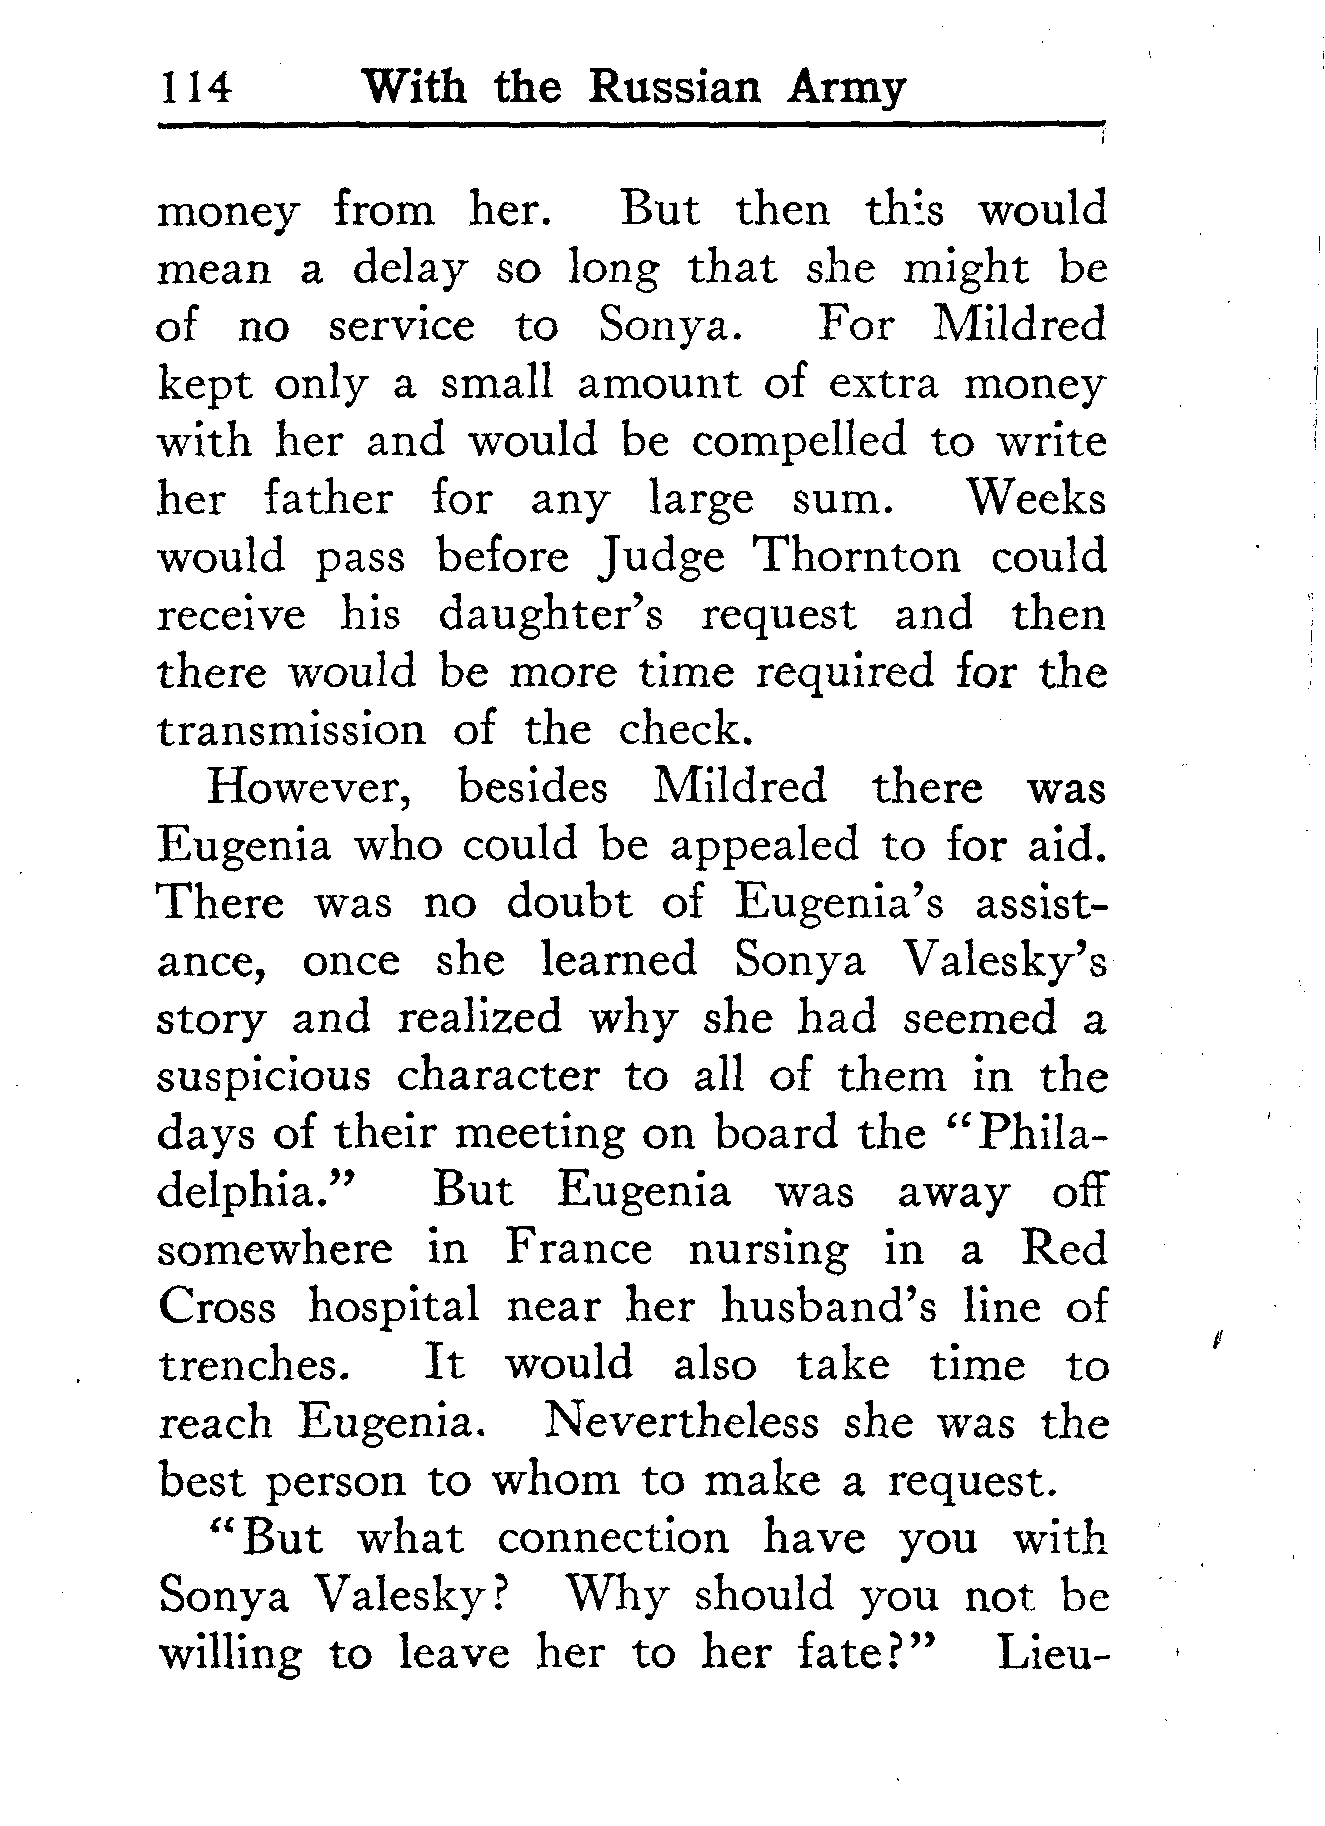 114 With the Russian Army
money from her. But then this would
mean a delay so long that she might be
of no service to Sonya. For Mildred
kept only a small amount of extra money
with her and would be compelled to write
her father for any large sum. Weeks
would pass before Judge Thornton could
receive his daughter's request and then
there would be more time required for the
transmission of the check.
However, besides Mildred there was
Eugenia who could be appealed to for aid.
There was no doubt of Eugenia's assist-
ance, once she learned Sonya Valesky's
story and realized why she had seemed a
suspicious character to all of them in the
days of their meeting on board the “Phila-
delphia.” But Eugenia was away off
somewhere in France nursing in a Red
Cross hospital near her husband's line of
trenches. It would also take time to
reach Eugenia. Nevertheless she was the
best person to whom to make a request.
“But what connection have you with
Sonya Valesky? Why should you not be
willing to leave her to her fate?” Lieu-